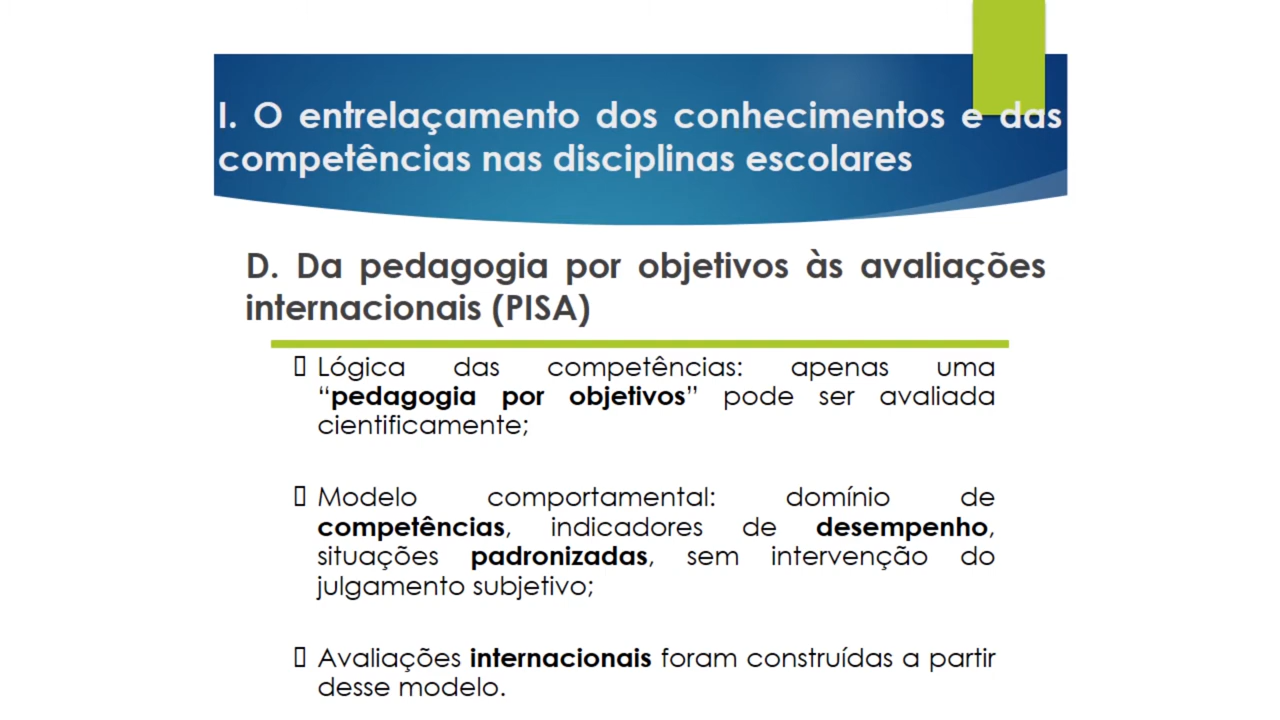 I. O entrelaçamento dos conhecimentos e das
competências nas disciplinas escolares
D. Da pedagogia por objetivos às avaliações
internacionais (PISA)
Lógica das competências: apenas uma
“pedagogia por objetivos” pode ser avaliada
cientificamente;
Modelo comportamental: domínio de
competências, indicadores de desempenho,
situações padronizadas, sem intervenção do
julgamento subjetivo;
Avaliações internacionais foram construídas a partir
desse modelo.